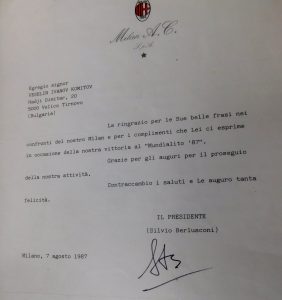 Milan A.C.
S.p.A.
Egregio signor
VESELIN IVANOV KOMITOV
Hadji Dimitar, 20
5000 Velico Tirnovo
(Bulgaria)
La ringrazio per le Sue belle frasi nei
confronti del nostro Milan e per i complimenti che lei ci esprime
in occasione della nostra vittoria al "Mundialito '87".
Grazie per gli auguri per il proseguio
della nostra attività.
Contraccambio i saluti e le auguro tanta
felicità.
IL PRESIDENTE
(Silvio Berlusconi)
Milano, 7 agosto 1987